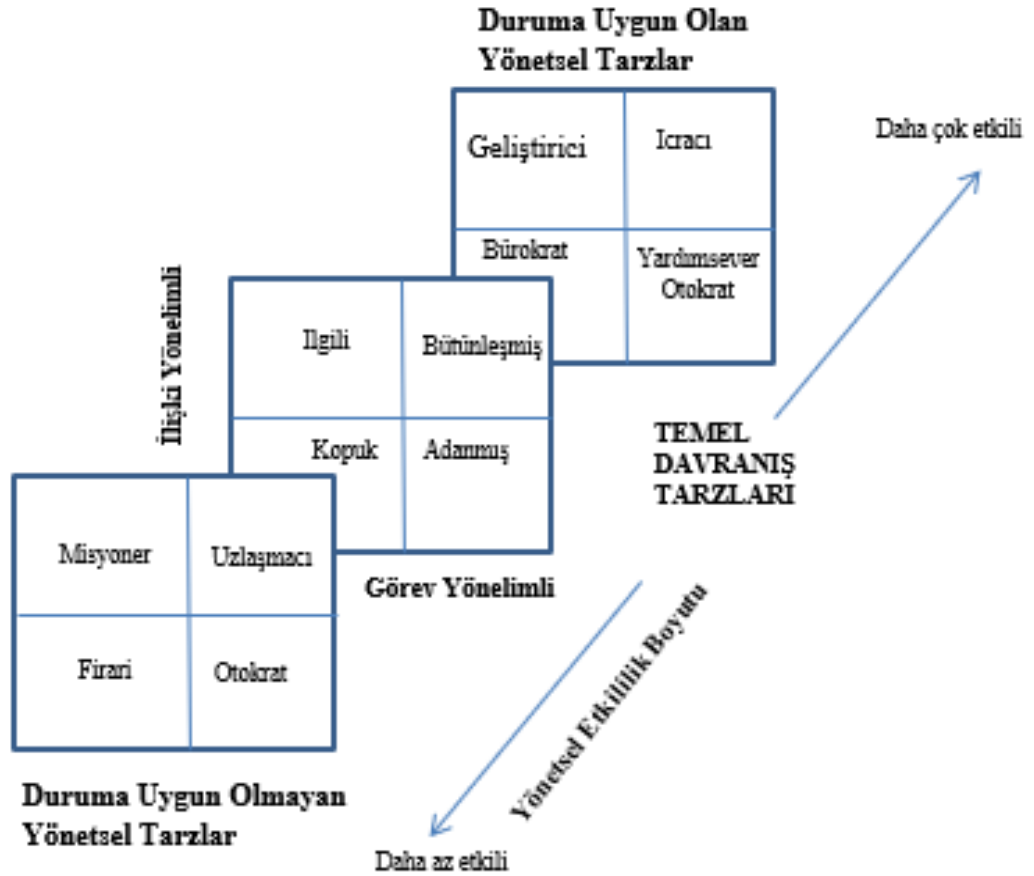 Duruma Uygun Olan
Yönetsel Tarzlar
Geliştirici
Icracı
Daha çok etkili
Bürokrat
Yardımsever
Otokrat
İlişki Yönelimli
Ilgili
Bütünleşmiş
Kopuk
Adanmış
TEMEL
DAVRANIŞ
TARZLARI
Misyoner
Uzlaşmacı
Görev Yönelimli
Firari
Otokrat
Yönetsel Etkililik Boyutu
Duruma Uygun Olmayan
Yönetsel Tarzlar
Daha az etkili